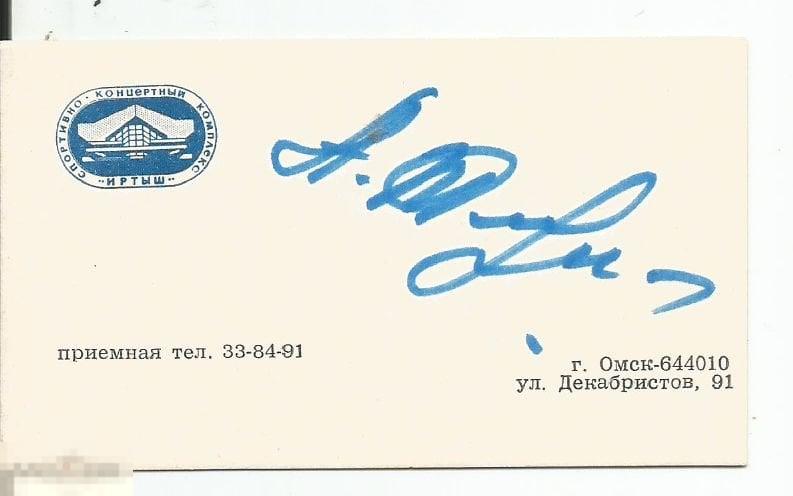 СПОРТИВНО - КОНЦЕРТНЫЙ КОМПЛЕКС
"ИРТЫШ"
приемная тел. 33-84-91
г. Омск-644010
ул. Декабристов, 91